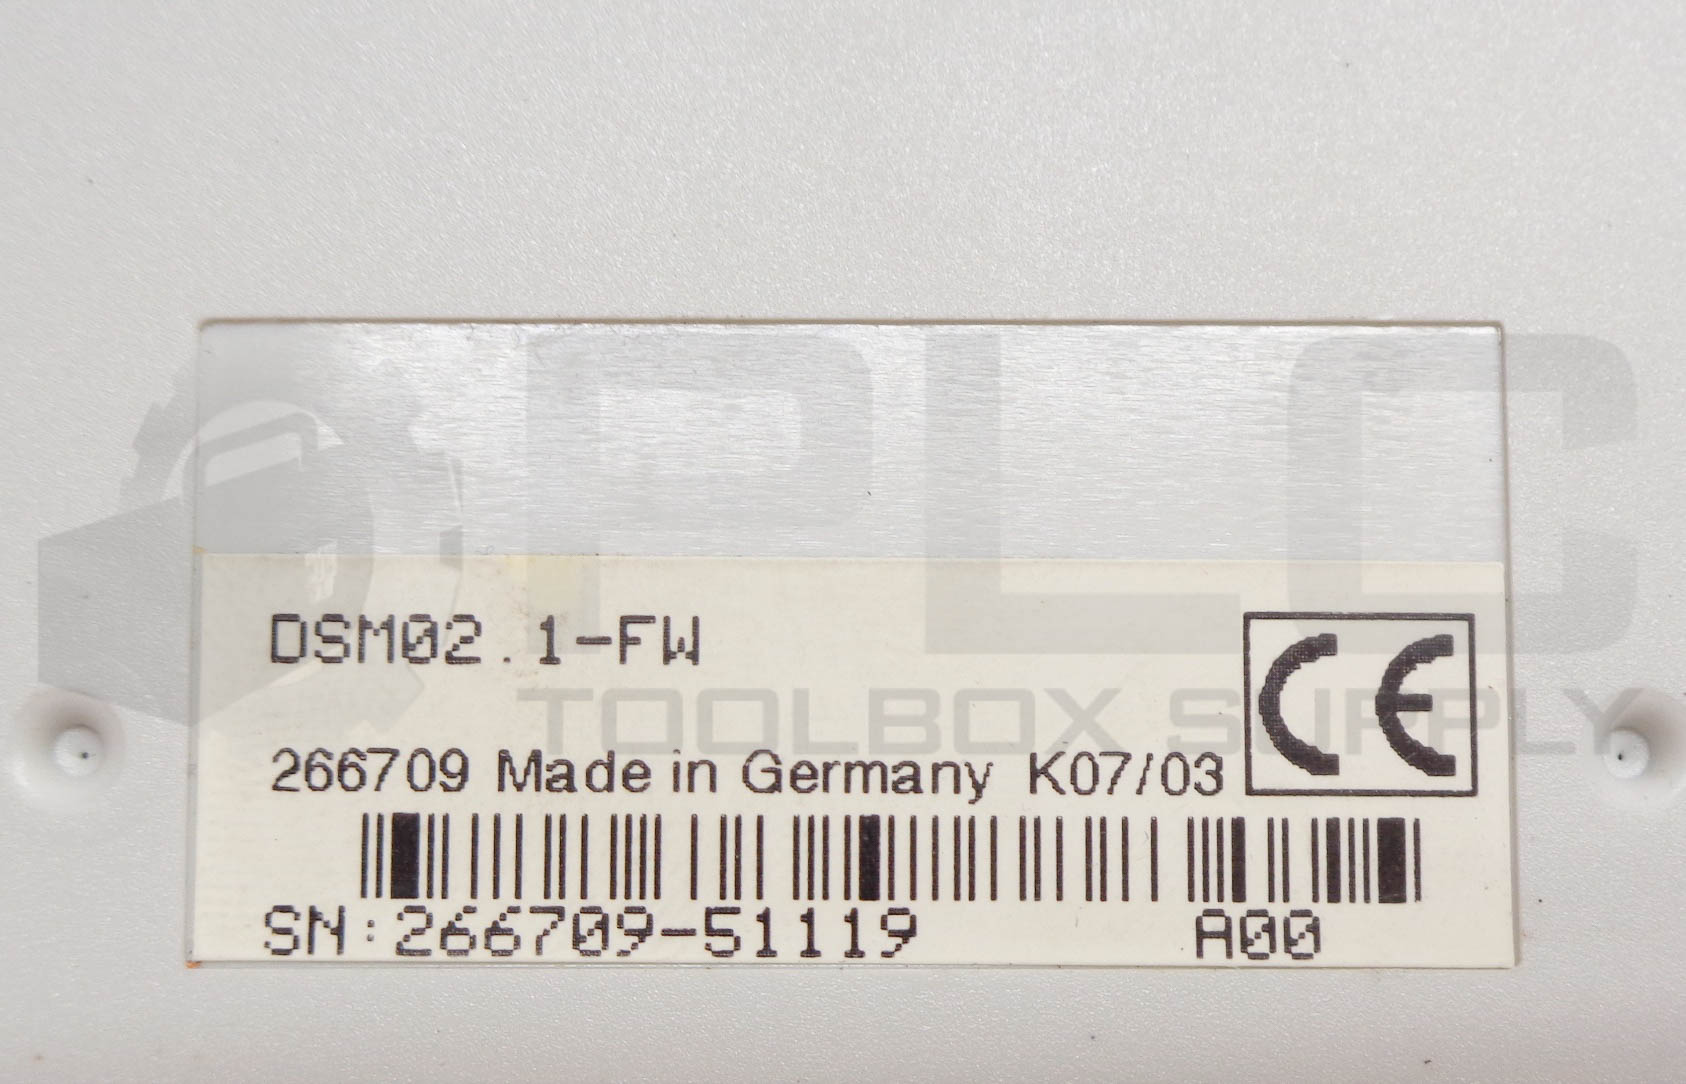 PLC
TOOLBOX SUPPLY
DSM02.1-FW
CE
266709 Made in Germany K07/03
SN:266709-51119 A00